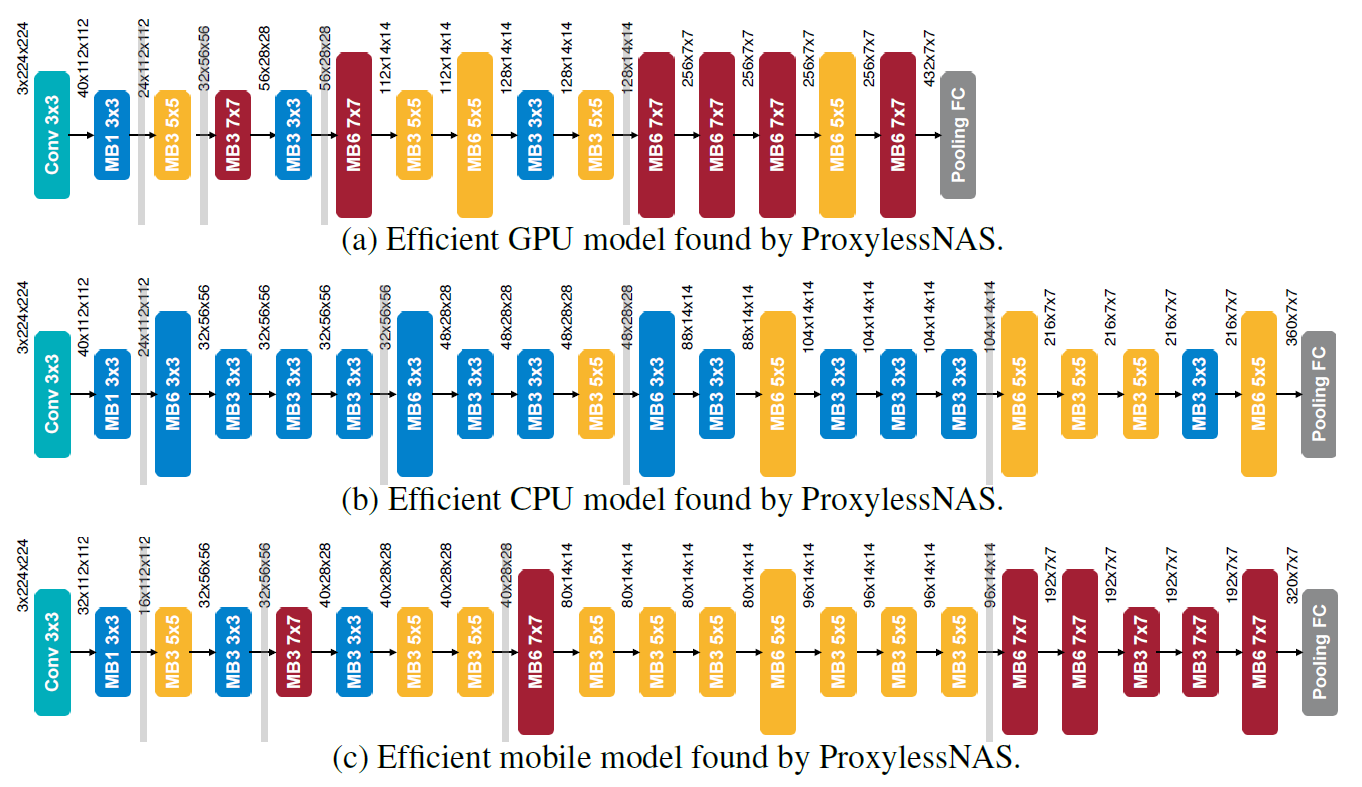 3x224x224
Conv 3x3
40x112x112
MB1 3x3
24x112x112
MB3 5x5
32x56x56
MB3 7x7
56x28x28
MB3 3x3
56x28x28
MB6 7x7
112x14x14
MB3 5x5
112x14x14
MB6 5x5
128x14x14
MB3 3x3
128x14x14
MB3 5x5
128x14x14
MB6 7x7
256x7x7
MB6 7x7
256x7x7
MB6 7x7
256x7x7
MB6 5x5
256x7x7
MB6 7x7
432x7x7
Pooling FC
(a) Efficient GPU model found by ProxylessNAS.
3x224x224
Conv 3x3
40x112x112
MB1 3x3
24x112x112
MB6 3x3
32x56x56
MB3 3x3
32x56x56
MB3 3x3
32x56x56
MB3 3x3
32x56x56
MB6 3x3
48x28x28
MB3 3x3
48x28x28
MB3 3x3
48x28x28
MB3 5x5
48x28x28
MB6 3x3
88x14x14
MB3 3x3
88x14x14
MB6 5x5
104x14x14
MB3 3x3
104x14x14
MB3 3x3
104x14x14
MB3 3x3
104x14x14
MB6 5x5
216x7x7
MB3 5x5
216x7x7
MB3 5x5
216x7x7
MB3 3x3
216x7x7
MB6 5x5
360x7x7
Pooling FC
(b) Efficient CPU model found by ProxylessNAS.
3x224x224
Conv 3x3
32x112x112
MB1 3x3
16x112x112
MB3 5x5
32x56x56
MB3 3x3
32x56x56
MB3 7x7
40x28x28
MB3 3x3
40x28x28
MB3 5x5
40x28x28
MB3 5x5
40x28x28
MB6 7x7
80x14x14
MB3 5x5
80x14x14
MB3 5x5
80x14x14
MB3 5x5
80x14x14
MB6 5x5
96x14x14
MB3 5x5
96x14x14
MB3 5x5
96x14x14
MB3 5x5
96x14x14
MB6 7x7
192x7x7
MB6 7x7
192x7x7
MB3 7x7
192x7x7
MB3 7x7
192x7x7
MB6 7x7
320x7x7
Pooling FC
(c) Efficient mobile model found by ProxylessNAS.